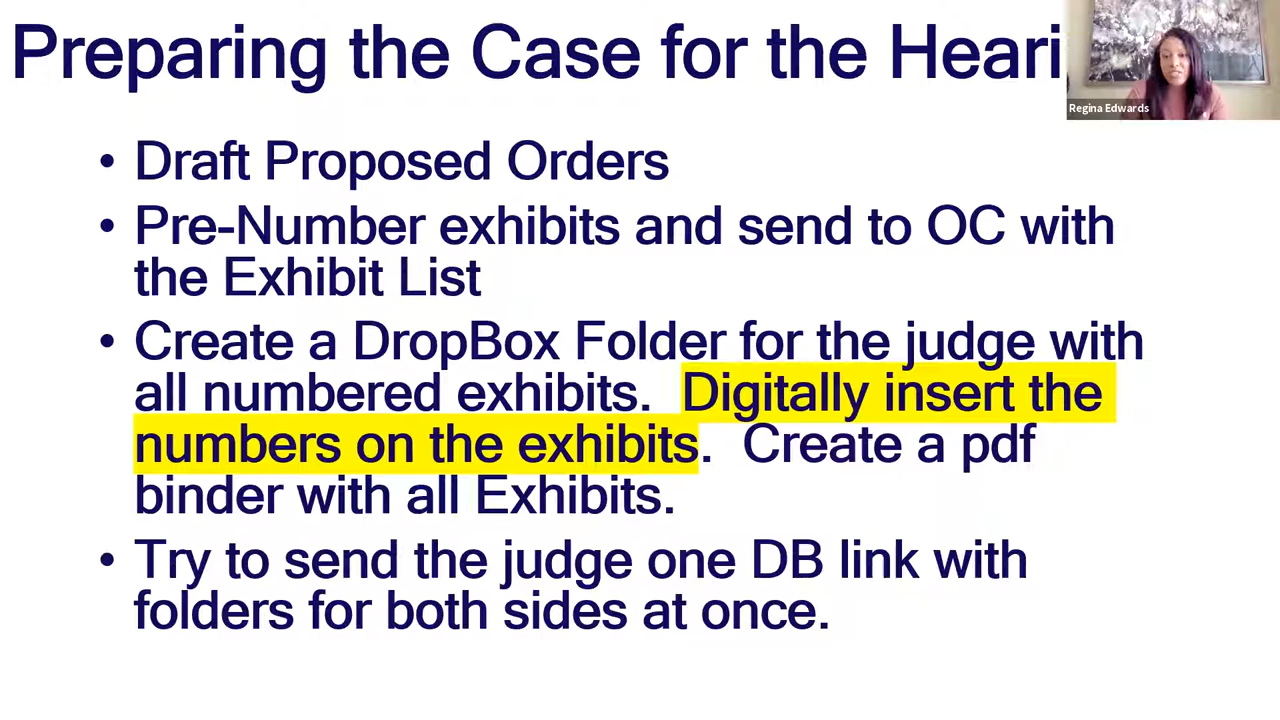 Preparing the Case for the Heari
Regina Edwards
• Draft Proposed Orders
• Pre-Number exhibits and send to OC with
the Exhibit List
• Create a DropBox Folder for the judge with
all numbered exhibits. Digitally insert the
numbers on the exhibits. Create a pdf
binder with all Exhibits.
• Try to send the judge one DB link with
folders for both sides at once.